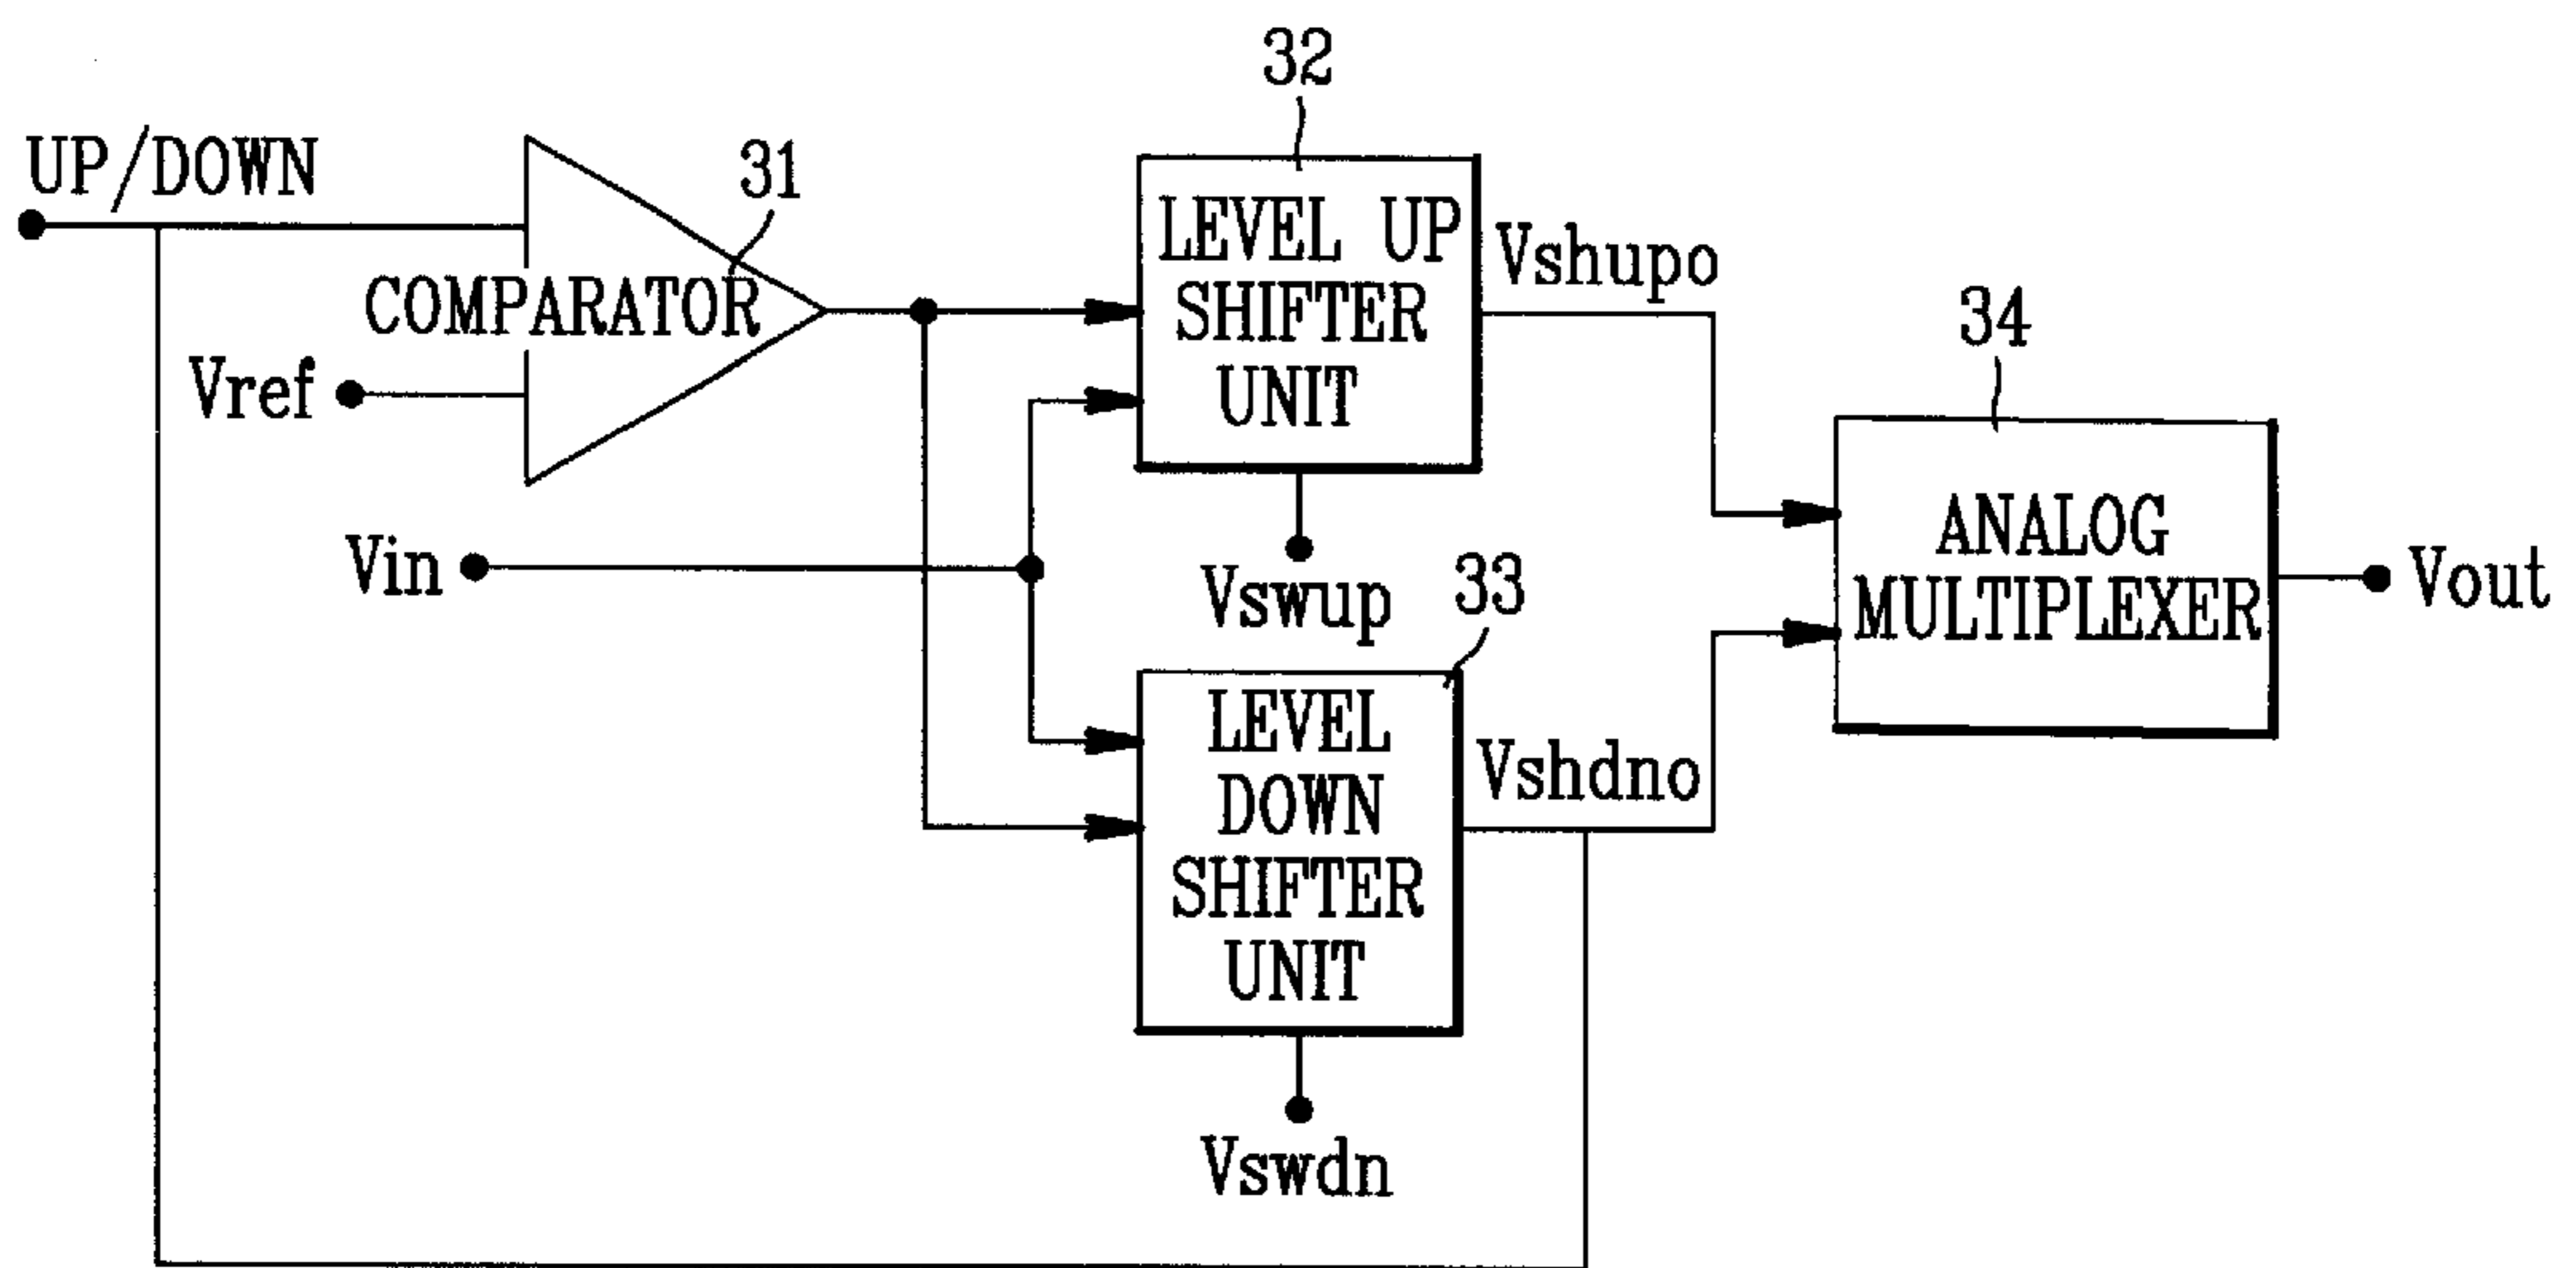 32
UP/DOWN
31
COMPARATOR
Vref
Vin
LEVEL UP
SHIFTER
UNIT
Vshupo
Vswup
33
34
ANALOG
MULTIPLEXER
Vout
LEVEL
DOWN
SHIFTER
UNIT
Vshdno
Vswdn